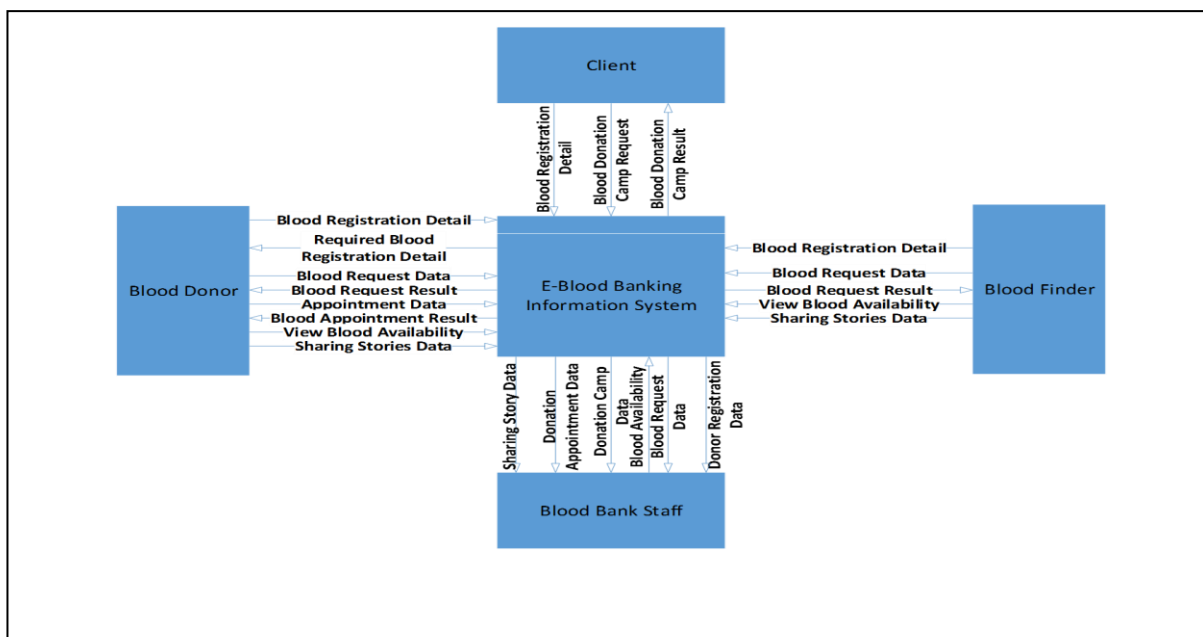 Client
Blood Registration
Detail
Blood Donation
Camp Request
Blood Donation
Camp Result
Blood Donor
Blood Registration Detail
Required Blood
Registration Detail
Blood Request Data
Blood Request Result
Appointment Data
Blood Appointment Result
View Blood Availability
Sharing Stories Data
E-Blood Banking
Information System
Blood Registration Detail
Blood Request Data
Blood Request Result
View Blood Availability
Sharing Stories Data
Blood Finder
Sharing Story Data
Donation
Appointment Data
Donation Camp
Data
Blood Availability
Blood Request
Data
Donor Registration
Data
Blood Bank Staff